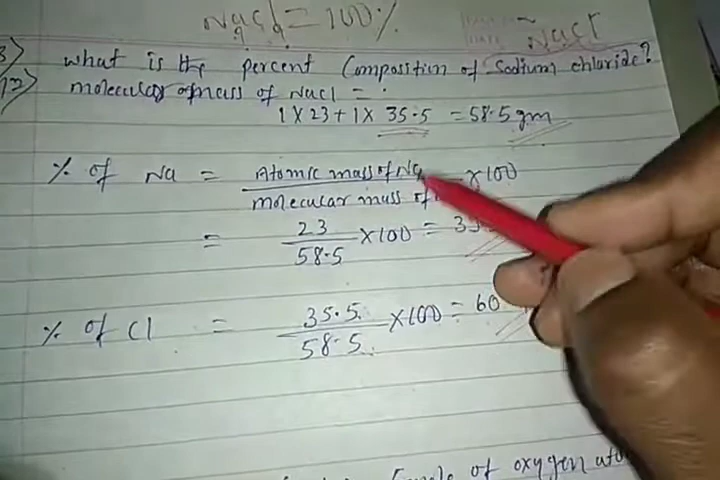 Nacl = 100%
Nacl
3)
12) what is the percent Composition of Sodium chloride?
molecular mass of Nacl =
1 X 23 + 1 X 35.5 = 58.5 gm
% of Na = Atomic mass of Na X 100
molecular mass of
= 23 / 58.5 X 100 =
% of Cl = 35.5 / 58.5 X 100 = 60
of oxygen